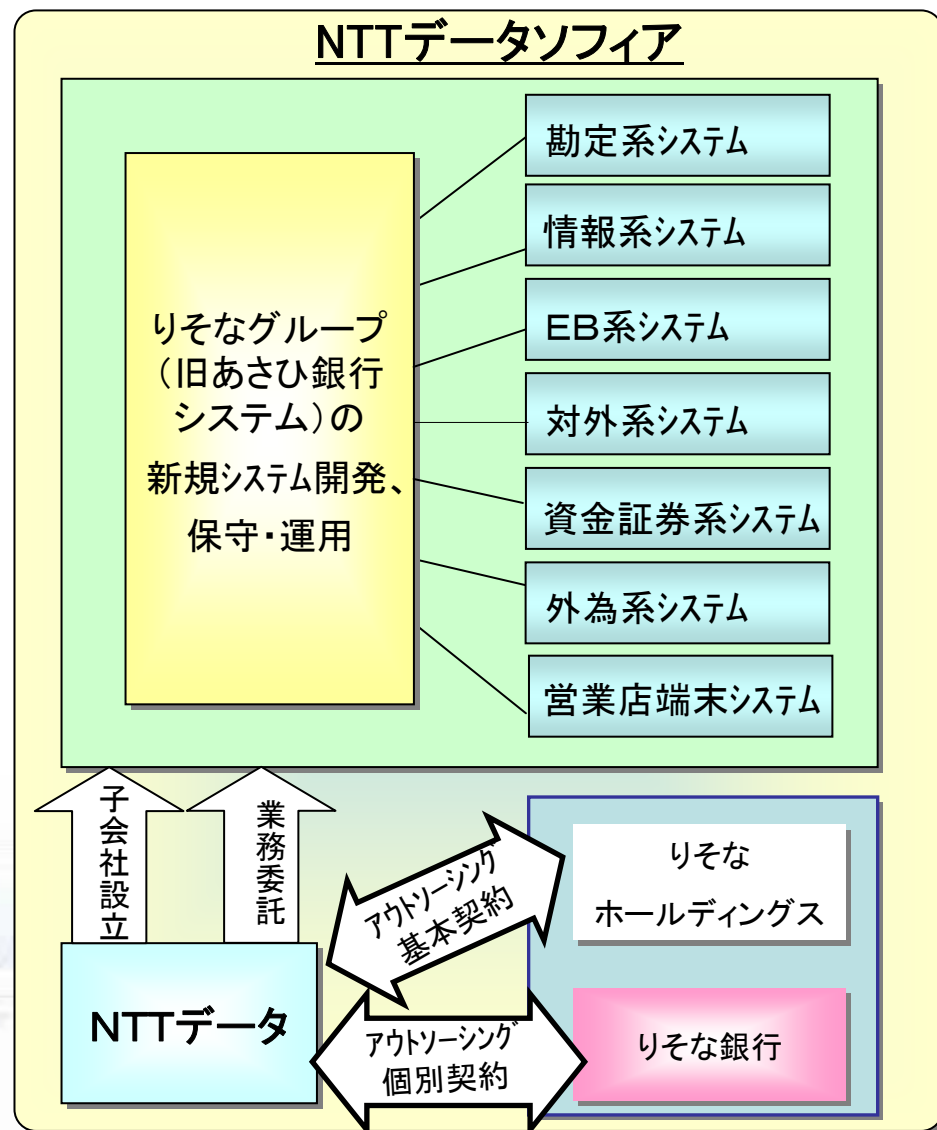 NTTデータソフィア
勘定系ｼｽﾃﾑ
情報系ｼｽﾃﾑ
ＥＢ系ｼｽﾃﾑ
対外系ｼｽﾃﾑ
資金証券系ｼｽﾃﾑ
外為系ｼｽﾃﾑ
営業店端末ｼｽﾃﾑ
りそなグループ
（旧あさひ銀行
システム）の
新規ｼｽﾃﾑ開発、
保守・運用
子会社設立
業務委託
ｱｳﾄｿｰｼﾝｸﾞ
基本契約
りそな
ホールディングス
NTTデータ
ｱｳﾄｿｰｼﾝｸﾞ
個別契約
りそな銀行